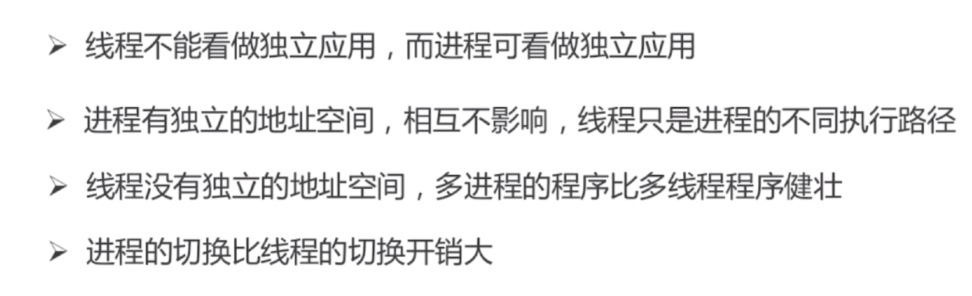 ➢ 线程不能看做独立应用，而进程可看做独立应用
➢ 进程有独立的地址空间，相互不影响，线程只是进程的不同执行路径
➢ 线程没有独立的地址空间，多进程的程序比多线程程序健壮
➢ 进程的切换比线程的切换开销大